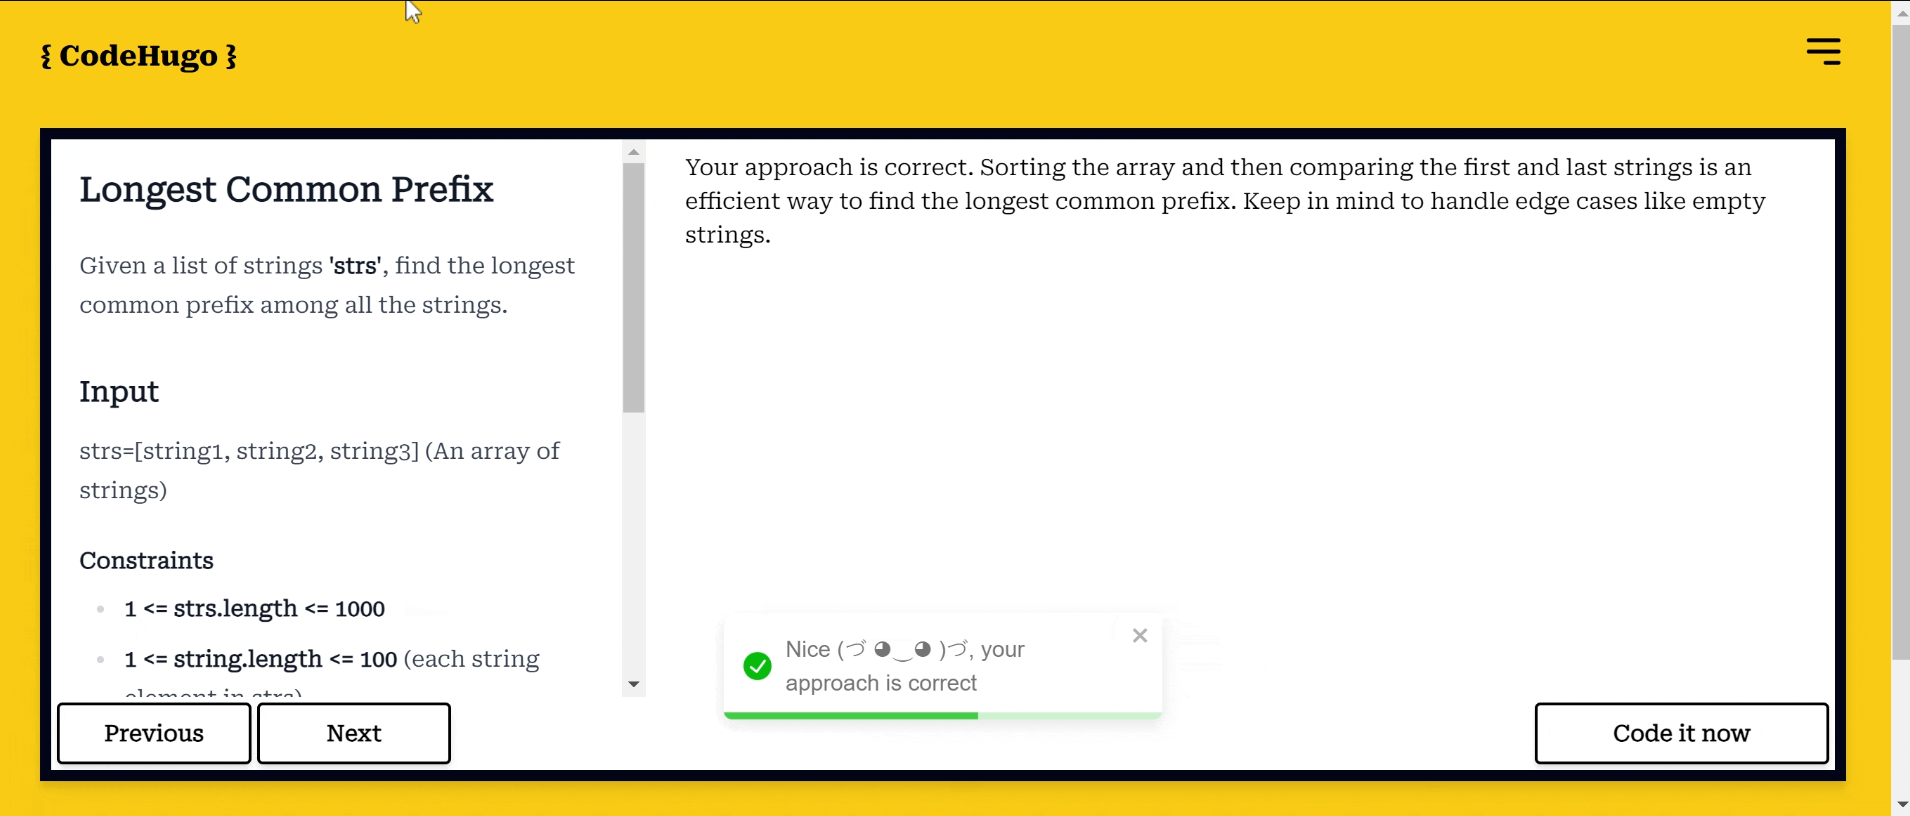 { CodeHugo }
Longest Common Prefix
Given a list of strings 'strs', find the longest
common prefix among all the strings.
Input
strs=[string1, string2, string3] (An array of
strings)
Constraints
1 <= strs.length <= 1000
1 <= string.length <= 100 (each string
element in strs)
Previous
Next
Your approach is correct. Sorting the array and then comparing the first and last strings is an
efficient way to find the longest common prefix. Keep in mind to handle edge cases like empty
strings.
Nice (づ ◕‿◕ )づ, your
approach is correct
Code it now